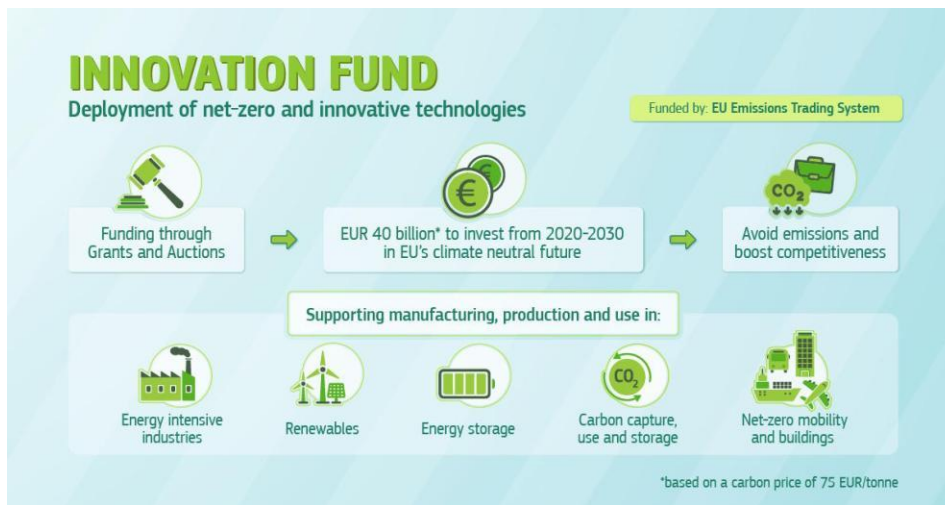 INNOVATION FUND
Deployment of net-zero and innovative technologies
Funded by: EU Emissions Trading System
Funding through
Grants and Auctions
EUR 40 billion* to invest from 2020-2030
in EU's climate neutral future
CO₂
Avoid emissions and
boost competitiveness
Supporting manufacturing, production and use in:
Energy intensive
industries
Renewables
Energy storage
CO₂
Carbon capture,
use and storage
Net-zero mobility
and buildings
*based on a carbon price of 75 EUR/tonne